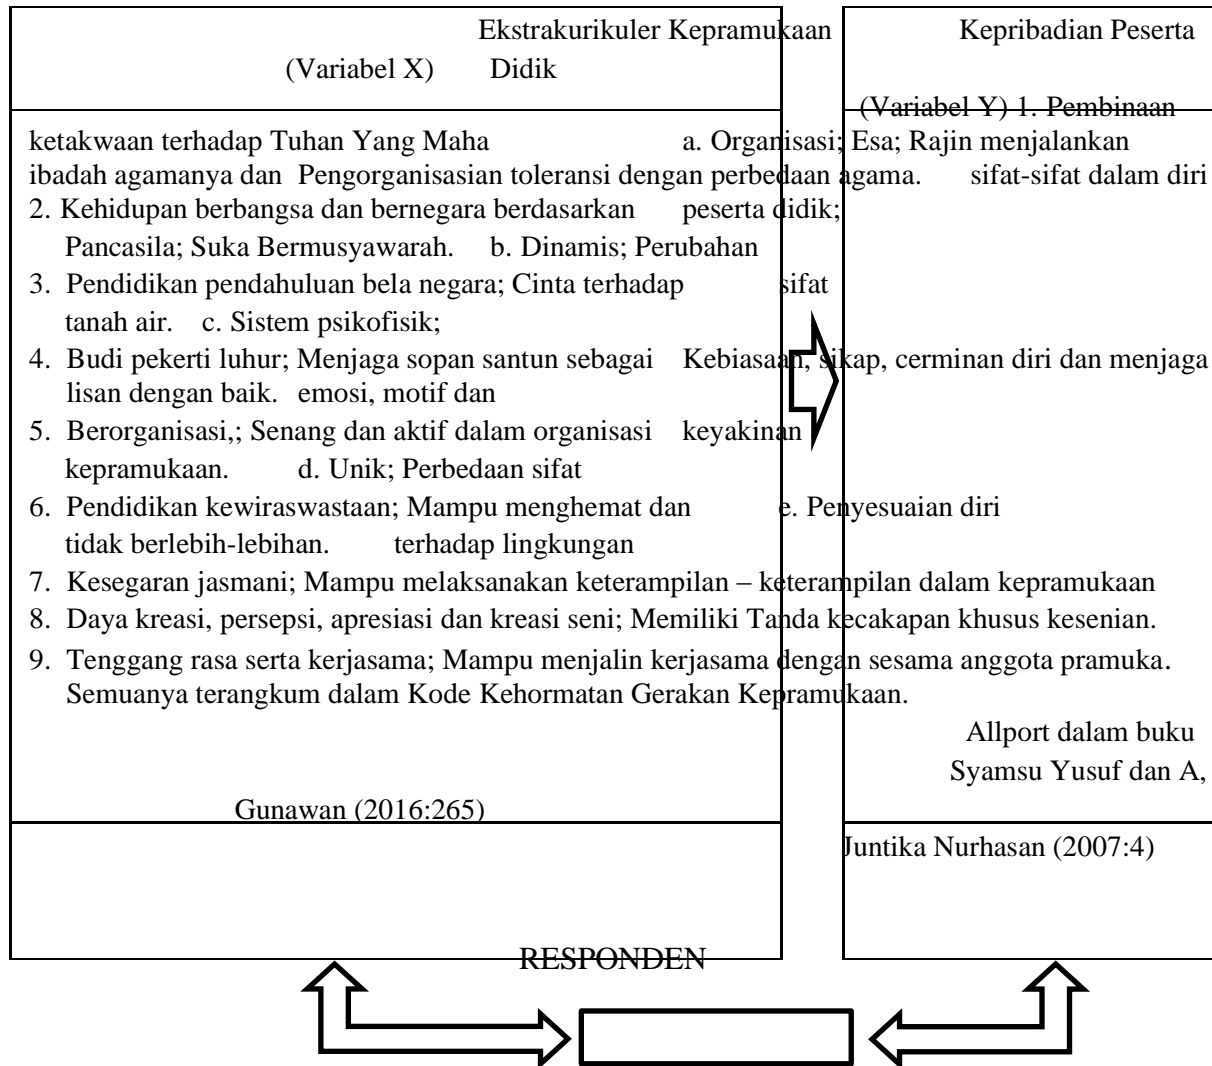 Ekstrakurikuler Kepramukaan Kepribadian Peserta
(Variabel X) Didik
(Variabel Y) 1. Pembinaan
ketakwaan terhadap Tuhan Yang Maha a. Organisasi; Esa; Rajin menjalankan
ibadah agamanya dan Pengorganisasian toleransi dengan perbedaan agama. sifat-sifat dalam diri
2. Kehidupan berbangsa dan bernegara berdasarkan peserta didik;
Pancasila; Suka Bermusyawarah. b. Dinamis; Perubahan
3. Pendidikan pendahuluan bela negara; Cinta terhadap sifat
tanah air. c. Sistem psikofisik;
4. Budi pekerti luhur; Menjaga sopan santun sebagai Kebiasaan, sikap, cerminan diri dan menjaga
lisan dengan baik. emosi, motif dan
5. Berorganisasi,; Senang dan aktif dalam organisasi keyakinan
kepramukaan. d. Unik; Perbedaan sifat
6. Pendidikan kewiraswastaan; Mampu menghemat dan e. Penyesuaian diri
tidak berlebih-lebihan. terhadap lingkungan
7. Kesegaran jasmani; Mampu melaksanakan keterampilan – keterampilan dalam kepramukaan
8. Daya kreasi, persepsi, apresiasi dan kreasi seni; Memiliki Tanda kecakapan khusus kesenian.
9. Tenggang rasa serta kerjasama; Mampu menjalin kerjasama dengan sesama anggota pramuka.
Semuanya terangkum dalam Kode Kehormatan Gerakan Kepramukaan.
Allport dalam buku
Syamsu Yusuf dan A,
Gunawan (2016:265)
Juntika Nurhasan (2007:4)
RESPONDEN